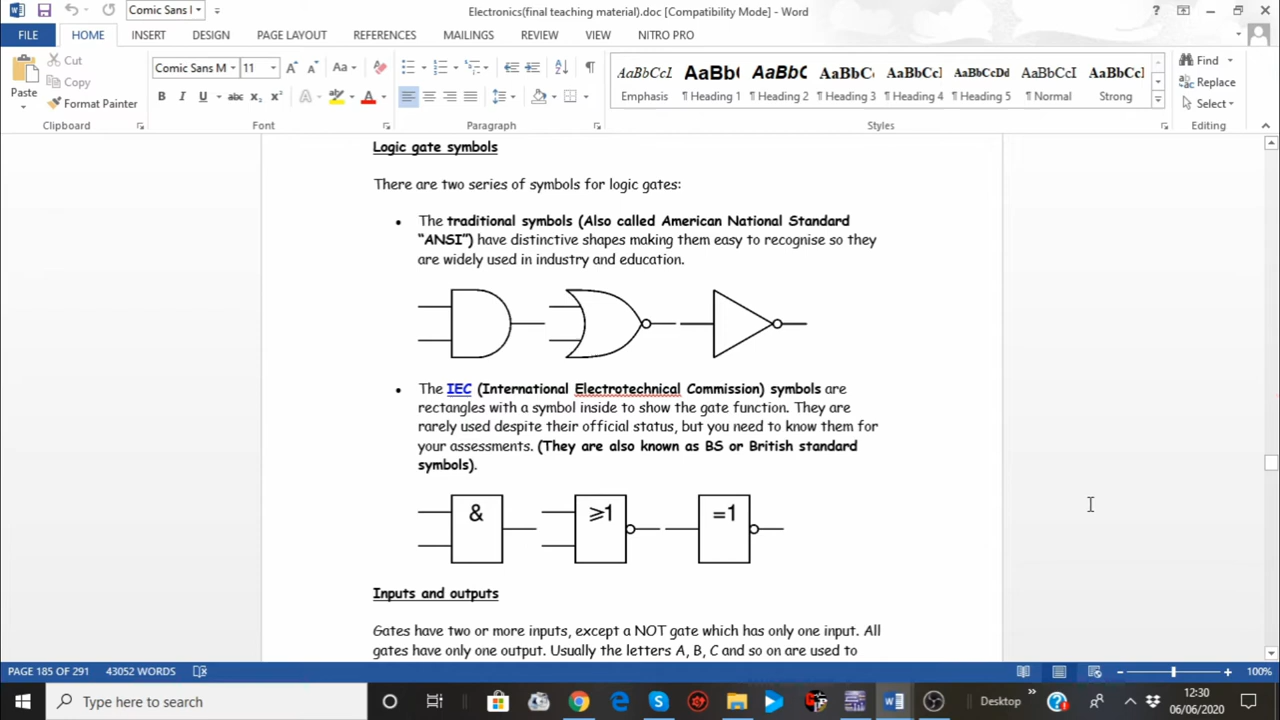 Comic Sans I
Electronics(final teaching material).doc [Compatibility Mode] - Word
FILE HOME INSERT DESIGN PAGE LAYOUT REFERENCES MAILINGS REVIEW VIEW NITRO PRO
Paste
Cut
Copy
Format Painter
Clipboard
Comic Sans M 11 Aa
B I U abc x₂ x² A A
Font
Paragraph
AaBbCcL AaBb( AaBbC AaBbC AaBbCc] AaBbCcDd AaBbCcI AaBbCc]
Emphasis ¶ Heading 1 ¶ Heading 2 ¶ Heading 3 ¶ Heading 4 ¶ Heading 5 ¶ Normal Strong
Styles
Find
Replace
Select
Editing
Logic gate symbols
There are two series of symbols for logic gates:
• The traditional symbols (Also called American National Standard
“ANSI”) have distinctive shapes making them easy to recognise so they
are widely used in industry and education.
• The IEC (International Electrotechnical Commission) symbols are
rectangles with a symbol inside to show the gate function. They are
rarely used despite their official status, but you need to know them for
your assessments. (They are also known as BS or British standard
symbols).
& ⩾1 =1
Inputs and outputs
Gates have two or more inputs, except a NOT gate which has only one input. All
gates have only one output. Usually the letters A, B, C and so on are used to
PAGE 185 OF 291 43052 WORDS 100%
Type here to search
Desktop
12:30
06/06/2020